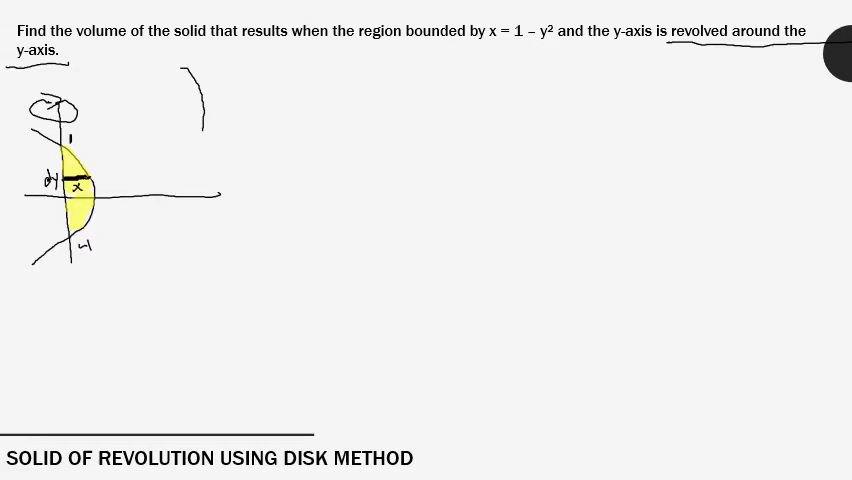 Find the volume of the solid that results when the region bounded by x = 1 – y² and the y-axis is revolved around the
y-axis.
1
dy
x
-1
SOLID OF REVOLUTION USING DISK METHOD